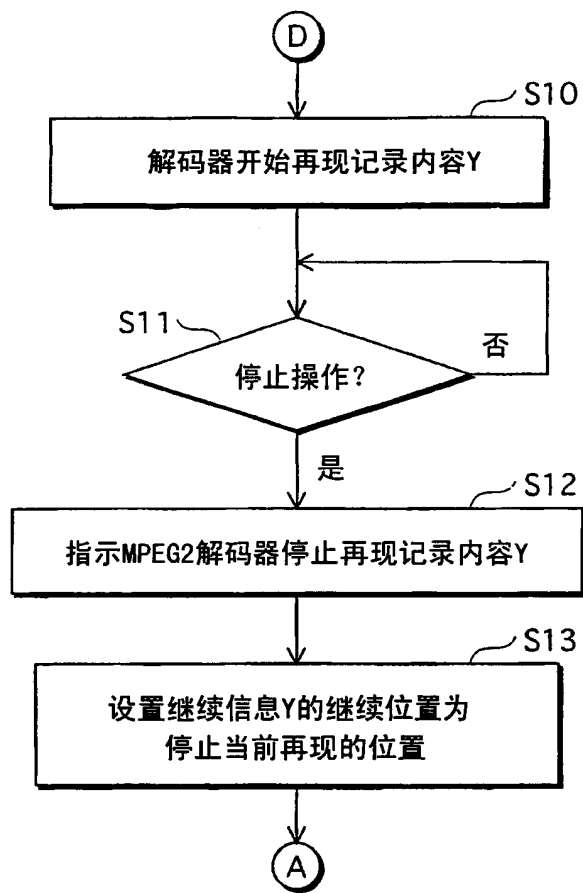 D
S10
解码器开始再现记录内容Y
S11
停止操作?
否
是
S12
指示MPEG2解码器停止再现记录内容Y
S13
设置继续信息Y的继续位置为
停止当前再现的位置
A